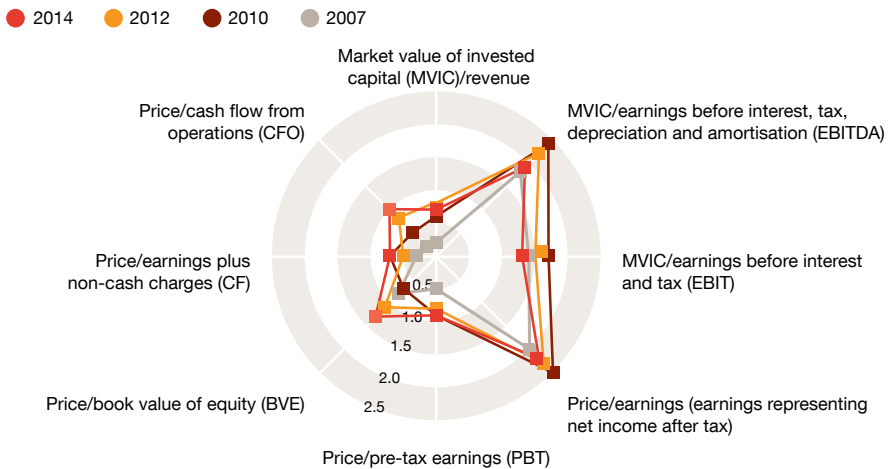 2014 2012 2010 2007
Market value of invested
capital (MVIC)/revenue
Price/cash flow from
operations (CFO)
MVIC/earnings before interest, tax,
depreciation and amortisation (EBITDA)
Price/earnings plus
non-cash charges (CF)
MVIC/earnings before interest
and tax (EBIT)
0.5
1.0
1.5
2.0
2.5
Price/book value of equity (BVE)
Price/earnings (earnings representing
net income after tax)
Price/pre-tax earnings (PBT)